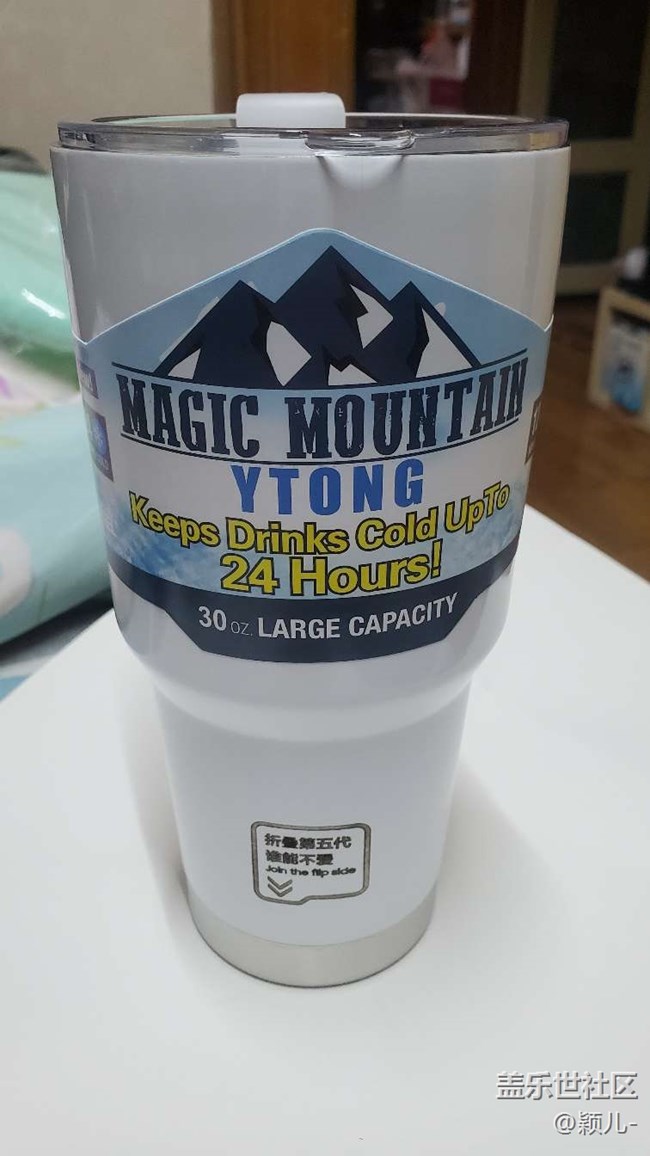 MAGIC MOUNTAIN
YTONG
Keeps Drinks Cold UpTo
24 Hours!
30 OZ. LARGE CAPACITY
折叠第五代
谁能不爱
Join the flip side
盖乐世社区
@颖儿-